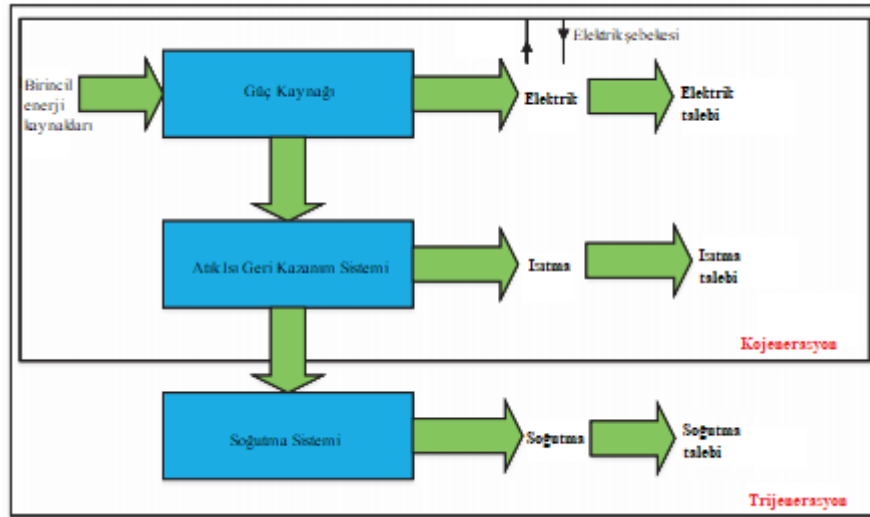 Elektrik şebekesi
Birincil
enerji
kaynakları
Güç Kaynağı
Elektrik
Elektrik
talebi
Atık Isı Geri Kazanım Sistemi
Isıtma
Isıtma
talebi
Kojenerasyon
Soğutma Sistemi
Soğutma
Soğutma
talebi
Trijenerasyon